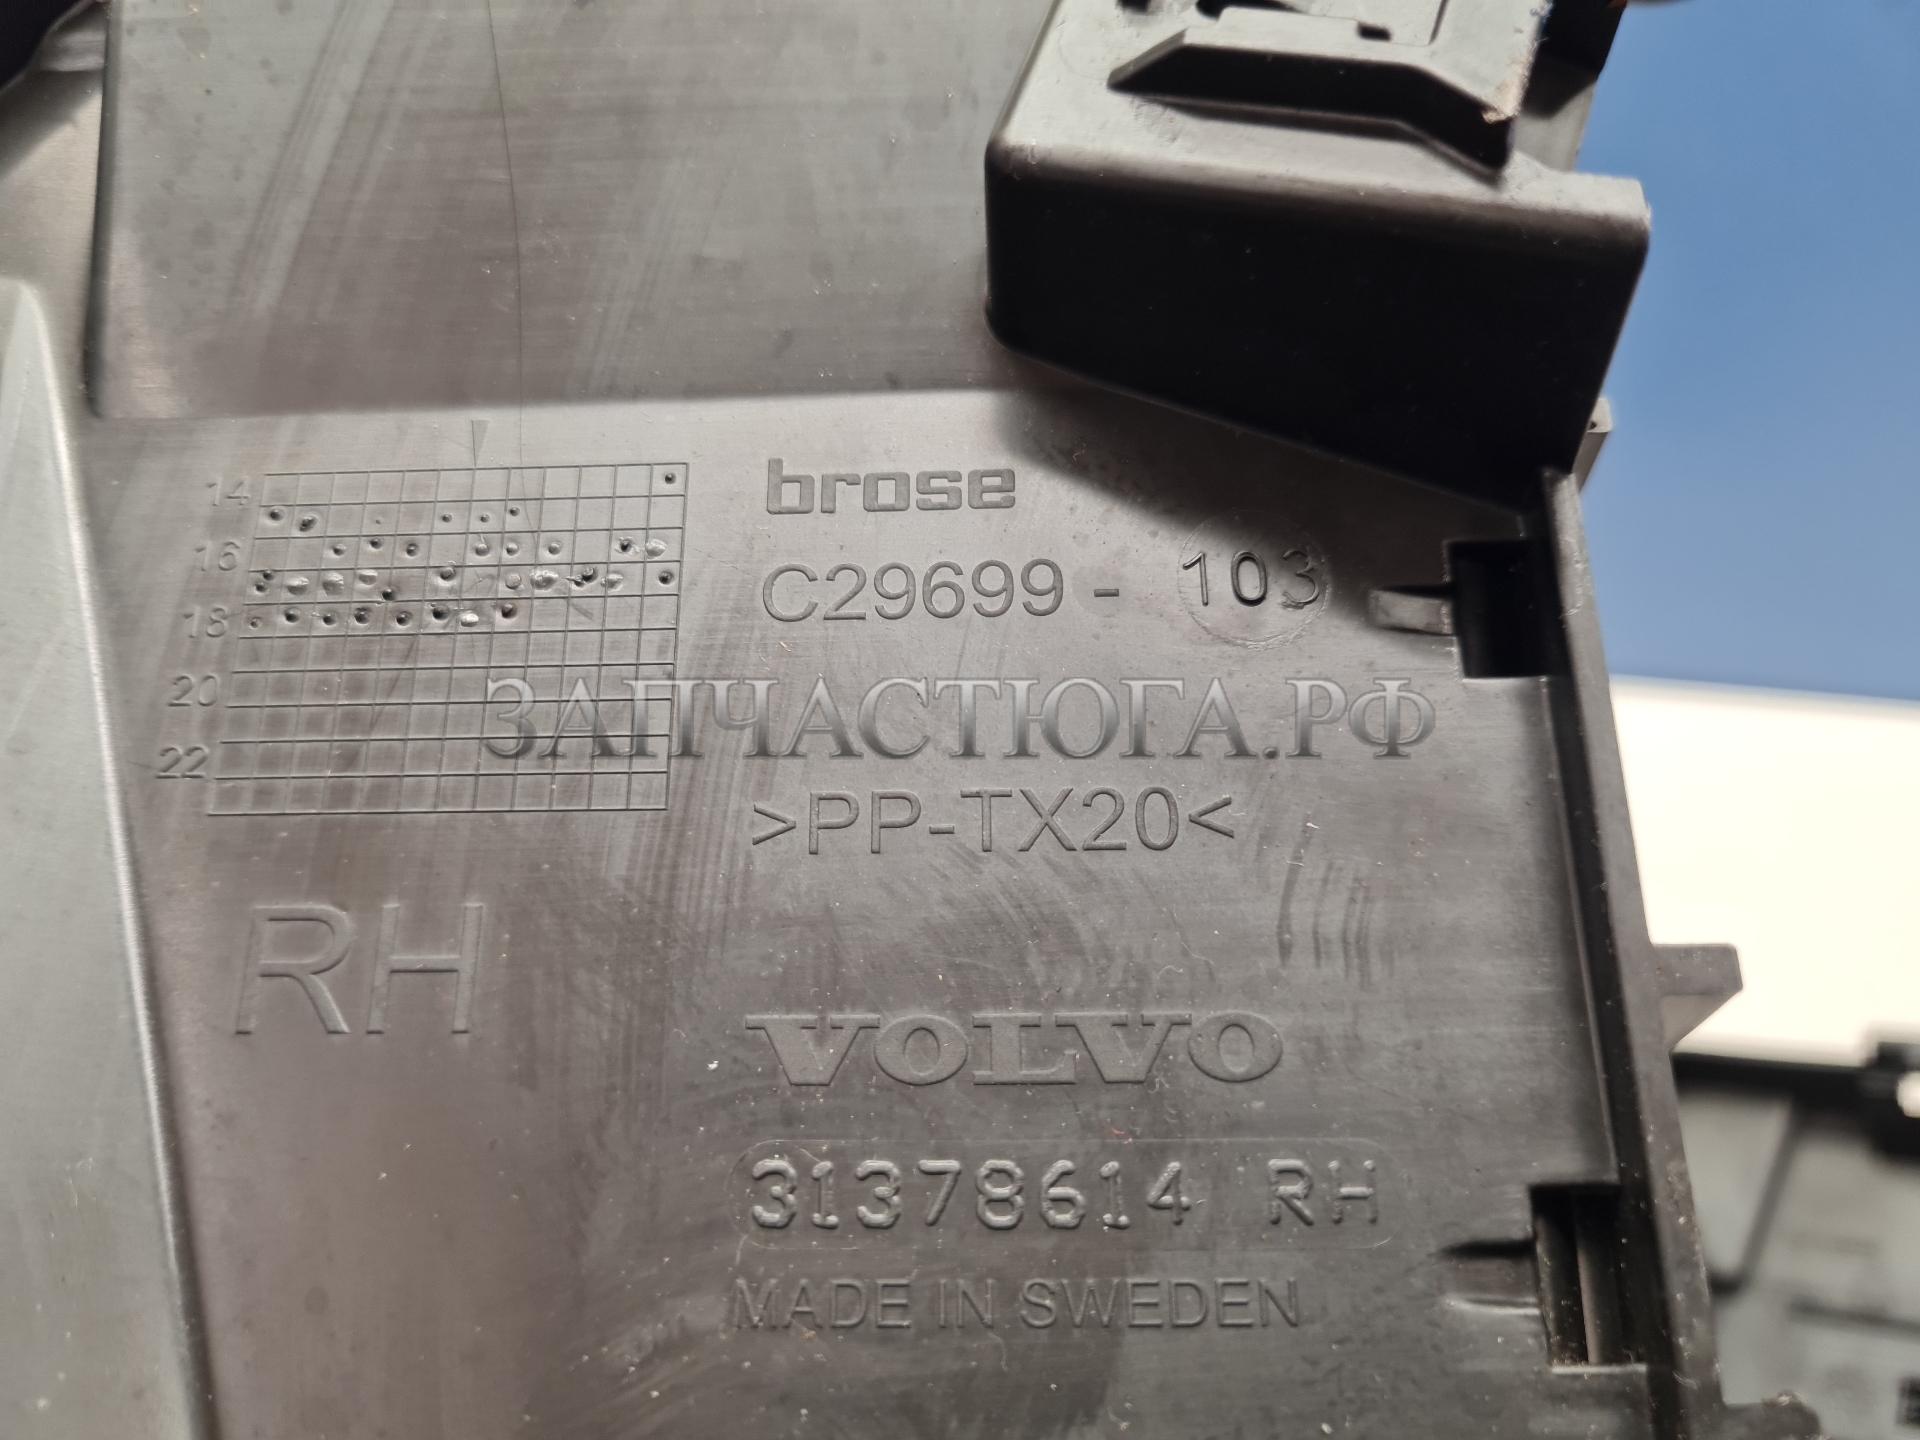 14
16
18
20
22
brose
C29699 - 103
ЗАПЧАСТЮГА.РФ
>PP-TX20<
RH
VOLVO
31378614 RH
MADE IN SWEDEN